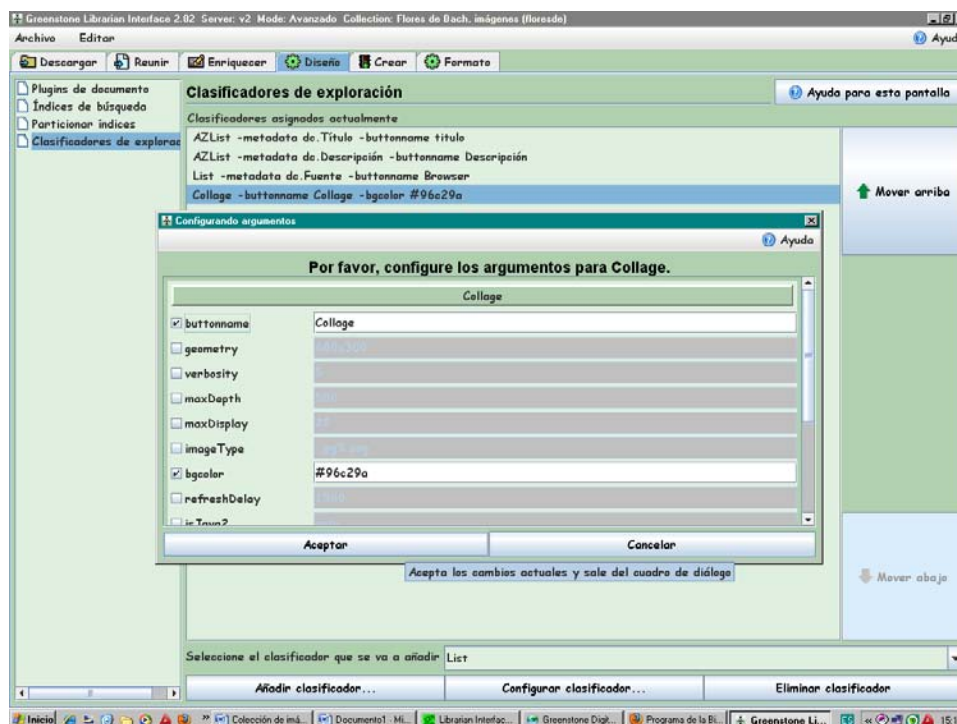 Greenstone Librarian Interface 2.82 Server: v2 Mode: Avanzado Collection: Flores de Bach, imágenes (floresde)
Archivo Editar
Ayud
Descargar Reunir Enriquecer Diseño Crear Formato
Plugins de documento
Índices de búsqueda
Particionar índices
Clasificadores de explorac
Clasificadores de exploración
Ayuda para esta pantalla
Clasificadores asignados actualmente
AZList -metadata dc.Título -buttonname titulo
AZList -metadata dc.Descripción -buttonname Descripción
List -metadata dc.Fuente -buttonname Browser
Collage -buttonname Collage -bgcolor #96c29a
Mover arriba
Configurando argumentos
Ayuda
Por favor, configure los argumentos para Collage.
Collage
buttonname Collage
geometry
verbosity
maxDepth
maxDisplay
imageType
bgcolor #96c29a
refreshDelay
isJava2
Aceptar Cancelar
Acepta los cambios actuales y sale del cuadro de diálogo
Mover abajo
Seleccione el clasificador que se va a añadir List
Añadir clasificador... Configurar clasificador... Eliminar clasificador
Inicio Colección de imá... Documento1 - Mi... Librarian Interfac... Greenstone Digit... Programa de la Bi... Greenstone Li...